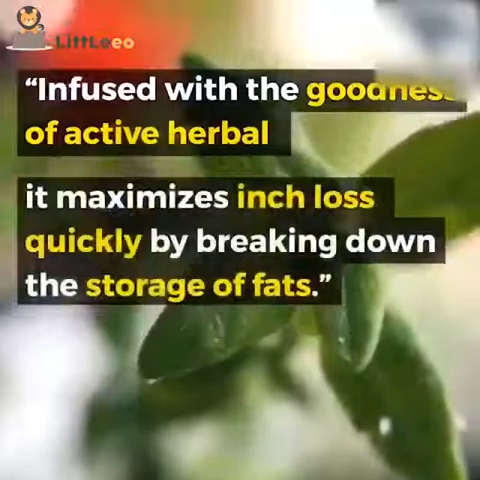 LittLeeo
“Infused with the goodness
of active herbal
it maximizes inch loss
quickly by breaking down
the storage of fats.”